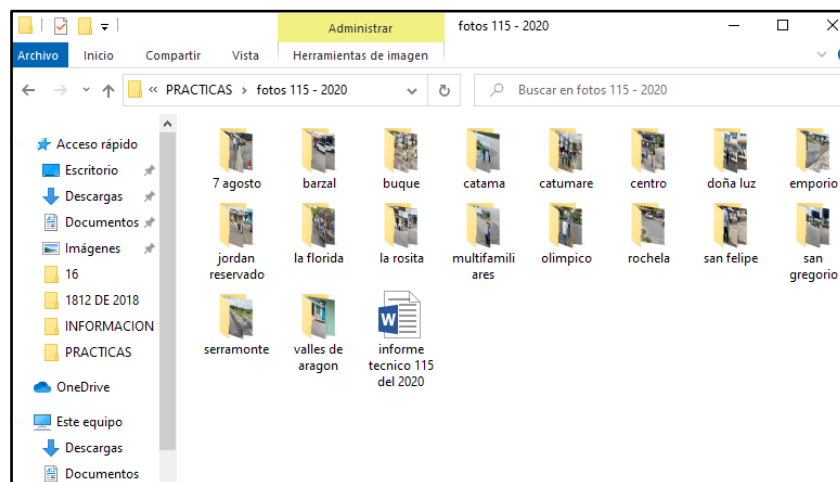 Administrar
fotos 115 - 2020
Archivo Inicio Compartir Vista Herramientas de imagen
« PRACTICAS › fotos 115 - 2020
Buscar en fotos 115 - 2020
Acceso rápido
Escritorio
Descargas
Documentos
Imágenes
16
1812 DE 2018
INFORMACION
PRACTICAS
OneDrive
Este equipo
Descargas
Documentos
7 agosto
barzal
buque
catama
catumare
centro
doña luz
emporio
jordan
reservado
la florida
la rosita
multifamili
ares
olimpico
rochela
san felipe
san
gregorio
serramonte
valles de
aragon
W
informe
tecnico 115
del 2020